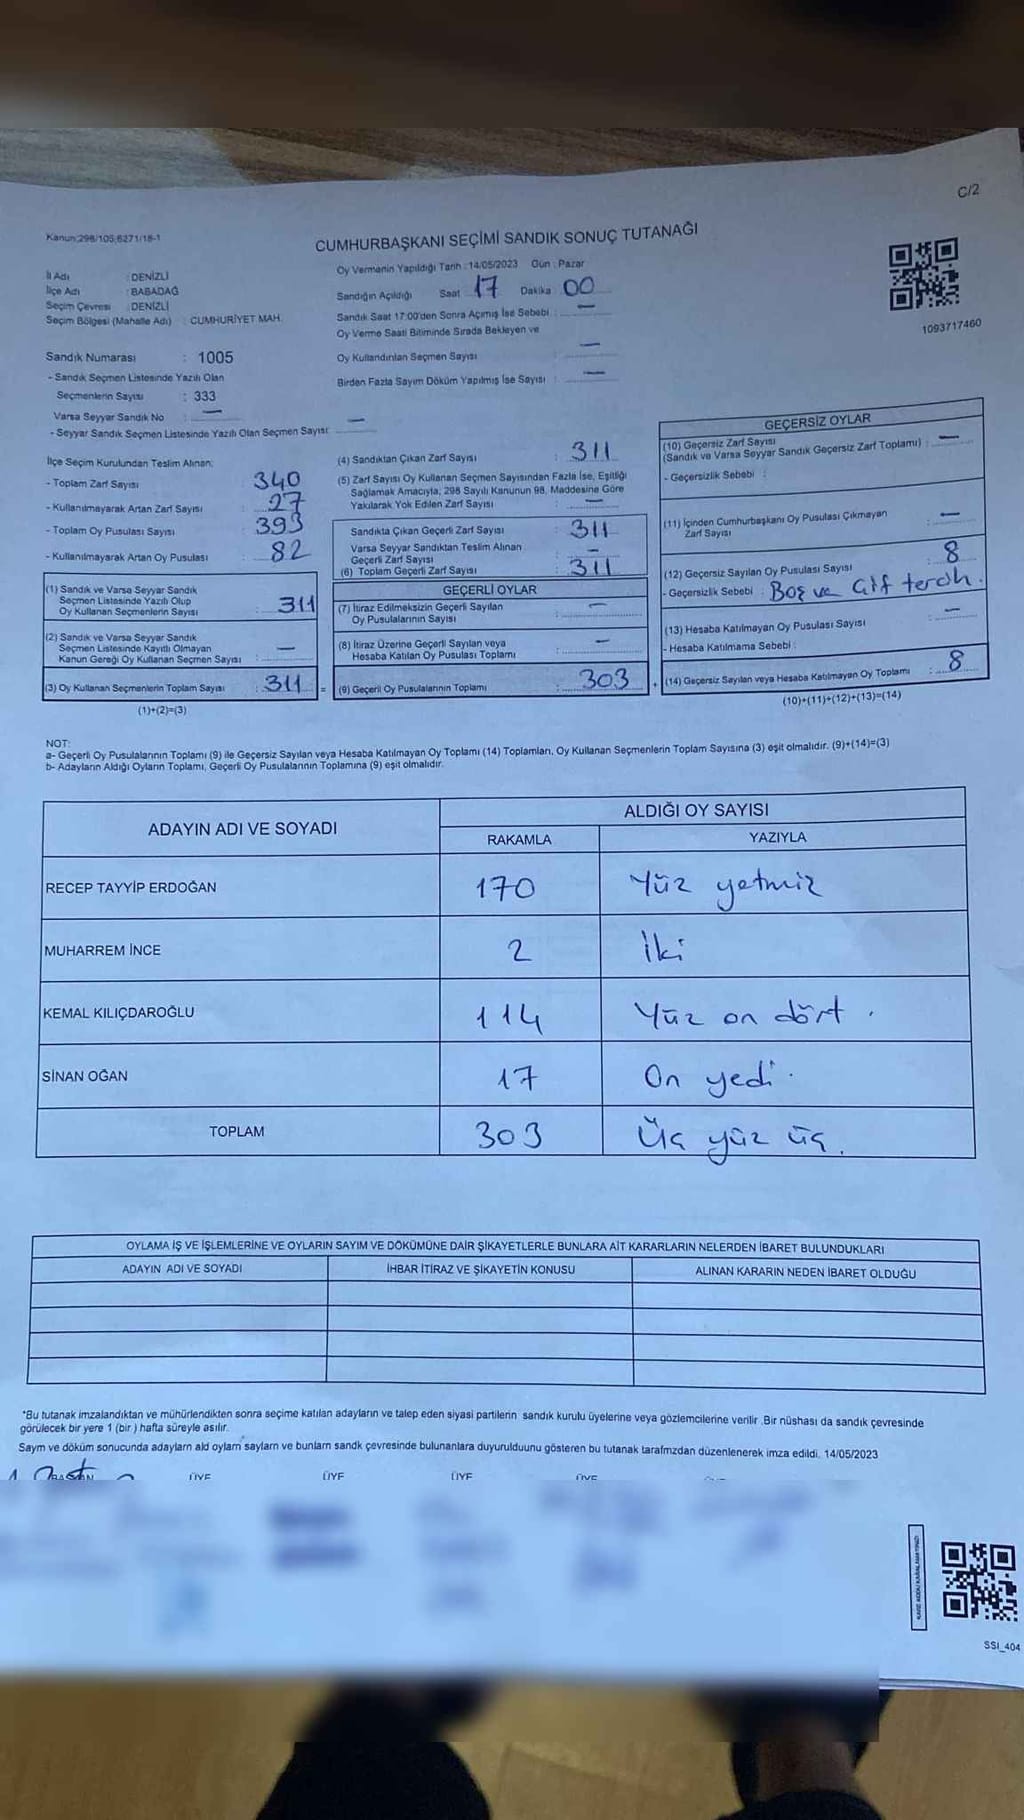 C/2
Kanun:298/105;6271/18-1
CUMHURBAŞKANI SEÇİMİ SANDIK SONUÇ TUTANAĞI
İl Adı : DENİZLİ
İlçe Adı : BABADAĞ
Seçim Çevresi : DENİZLİ
Seçim Bölgesi (Mahalle Adı) : CUMHURİYET MAH.
Oy Vermenin Yapıldığı Tarih : 14/05/2023 Gün : Pazar
Sandığın Açıldığı Saat 17 Dakika 00
Sandık Saat 17:00'den Sonra Açımış İse Sebebi : —
Oy Verme Saati Bitiminde Sırada Bekleyen ve
Oy Kullandırılan Seçmen Sayısı : —
Birden Fazla Sayım Döküm Yapılmış İse Sayısı : —
1093717460
Sandık Numarası : 1005
- Sandık Seçmen Listesinde Yazılı Olan
Seçmenlerin Sayısı : 333
Varsa Seyyar Sandık No : —
- Seyyar Sandık Seçmen Listesinde Yazılı Olan Seçmen Sayısı: —
İlçe Seçim Kurulundan Teslim Alınan;
- Toplam Zarf Sayısı : 340
- Kullanılmayarak Artan Zarf Sayısı : 27
- Toplam Oy Pusulası Sayısı : 393
- Kullanılmayarak Artan Oy Pusulası : 82
(1) Sandık ve Varsa Seyyar Sandık
Seçmen Listesinde Yazılı Olup
Oy Kullanan Seçmenlerin Sayısı : 311
(2) Sandık ve Varsa Seyyar Sandık
Seçmen Listesinde Kayıtlı Olmayan
Kanun Gereği Oy Kullanan Seçmen Sayısı : —
(3) Oy Kullanan Seçmenlerin Toplam Sayısı : 311 =
(1)+(2)=(3)
(4) Sandıktan Çıkan Zarf Sayısı : 311
(5) Zarf Sayısı Oy Kullanan Seçmen Sayısından Fazla İse, Eşitliği
Sağlamak Amacıyla, 298 Sayılı Kanunun 98. Maddesine Göre
Yakılarak Yok Edilen Zarf Sayısı : —
Sandıkta Çıkan Geçerli Zarf Sayısı : 311
Varsa Seyyar Sandıktan Teslim Alınan
Geçerli Zarf Sayısı : —
(6) Toplam Geçerli Zarf Sayısı : 311
GEÇERLİ OYLAR
(7) İtiraz Edilmeksizin Geçerli Sayılan
Oy Pusulalarının Sayısı : —
(8) İtiraz Üzerine Geçerli Sayılan veya
Hesaba Katılan Oy Pusulası Toplamı : —
(9) Geçerli Oy Pusulalarının Toplamı : 303 +
GEÇERSİZ OYLAR
(10) Geçersiz Zarf Sayısı
(Sandık ve Varsa Seyyar Sandık Geçersiz Zarf Toplamı) : —
- Geçersizlik Sebebi :
(11) İçinden Cumhurbaşkanı Oy Pusulası Çıkmayan
Zarf Sayısı : —
(12) Geçersiz Sayılan Oy Pusulası Sayısı : 8
- Geçersizlik Sebebi : Boş ve Çift tercih.
(13) Hesaba Katılmayan Oy Pusulası Sayısı : —
- Hesaba Katılmama Sebebi :
(14) Geçersiz Sayılan veya Hesaba Katılmayan Oy Toplamı : 8
(10)+(11)+(12)+(13)=(14)
NOT:
a- Geçerli Oy Pusulalarının Toplamı (9) ile Geçersiz Sayılan veya Hesaba Katılmayan Oy Toplamı (14) Toplamları, Oy Kullanan Seçmenlerin Toplam Sayısına (3) eşit olmalıdır. (9)+(14)=(3)
b- Adayların Aldığı Oyların Toplamı, Geçerli Oy Pusulalarının Toplamına (9) eşit olmalıdır.
ADAYIN ADI VE SOYADI ALDIĞI OY SAYISI
RAKAMLA YAZIYLA
RECEP TAYYİP ERDOĞAN 170 Yüz yetmiz
MUHARREM İNCE 2 İki
KEMAL KILIÇDAROĞLU 114 Yüz on dört.
SİNAN OĞAN 17 On yedi.
TOPLAM 303 Üç yüz üç.
OYLAMA İŞ VE İŞLEMLERİNE VE OYLARIN SAYIM VE DÖKÜMÜNE DAİR ŞİKAYETLERLE BUNLARA AİT KARARLARIN NELERDEN İBARET BULUNDUKLARI
ADAYIN ADI VE SOYADI İHBAR İTİRAZ VE ŞİKAYETİN KONUSU ALINAN KARARIN NEDEN İBARET OLDUĞU
*Bu tutanak imzalandıktan ve mühürlendikten sonra seçime katılan adayların ve talep eden siyasi partilerin sandık kurulu üyelerine veya gözlemcilerine verilir .Bir nüshası da sandık çevresinde
görülecek bir yere 1 (bir ) hafta süreyle asılır.
Sayım ve döküm sonucunda adayların ald oyların sayların ve bunların sandk çevresinde bulunanlara duyurulduunu gösteren bu tutanak tarafmzdan düzenlenerek imza edildi. 14/05/2023
ÜYE ÜYE ÜYE ÜYE
SSI_404